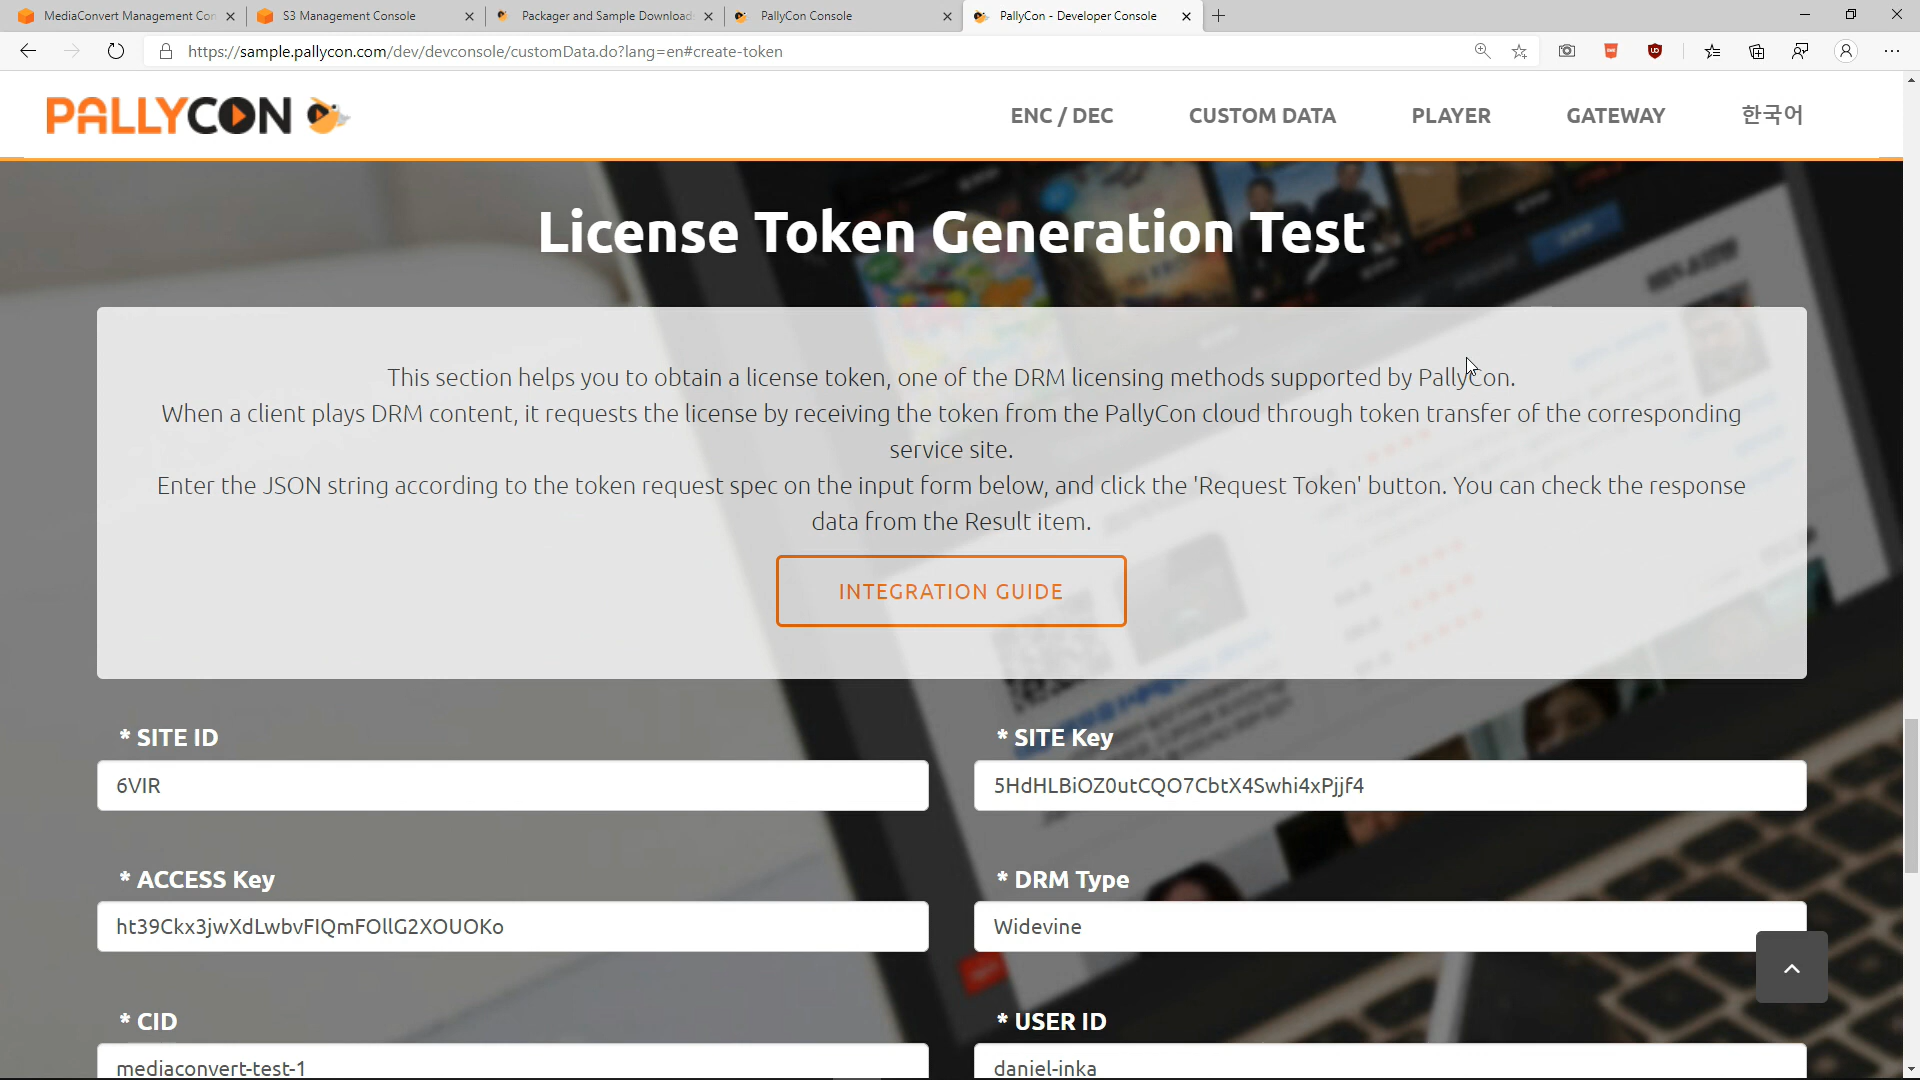 MediaConvert Management Con
S3 Management Console
Packager and Sample Download
PallyCon Console
PallyCon - Developer Console
https://sample.pallycon.com/dev/devconsole/customData.do?lang=en#create-token
PALLYCON
ENC / DEC
CUSTOM DATA
PLAYER
GATEWAY
한국어
License Token Generation Test
This section helps you to obtain a license token, one of the DRM licensing methods supported by PallyCon.
When a client plays DRM content, it requests the license by receiving the token from the PallyCon cloud through token transfer of the corresponding
service site.
Enter the JSON string according to the token request spec on the input form below, and click the 'Request Token' button. You can check the response
data from the Result item.
INTEGRATION GUIDE
* SITE ID
* SITE Key
6VIR
5HdHLBiOZ0utCQO7CbtX4Swhi4xPjjf4
* ACCESS Key
* DRM Type
ht39Ckx3jwXdLwbvFIQmFOllG2XOUOKo
Widevine
* CID
* USER ID
mediaconvert-test-1
daniel-inka